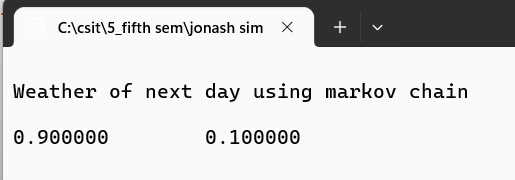 C:\csit\5_fifth sem\jonash sim
Weather of next day using markov chain
0.900000 0.100000